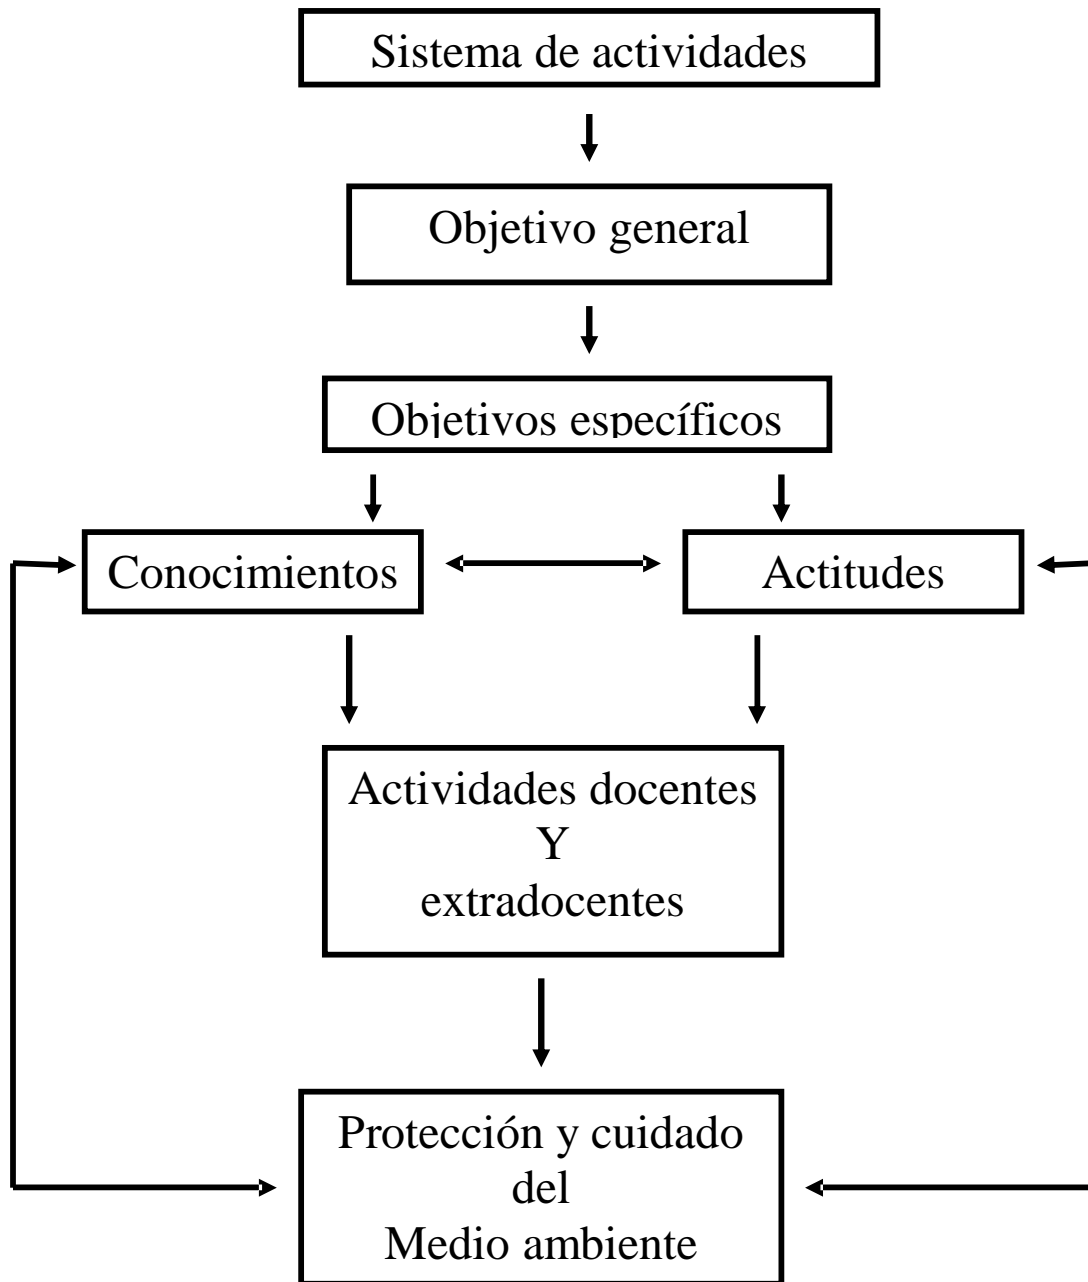 Sistema de actividades
Objetivo general
Objetivos específicos
Conocimientos
Actitudes
Actividades docentes
Y
extradocentes
Protección y cuidado
del
Medio ambiente